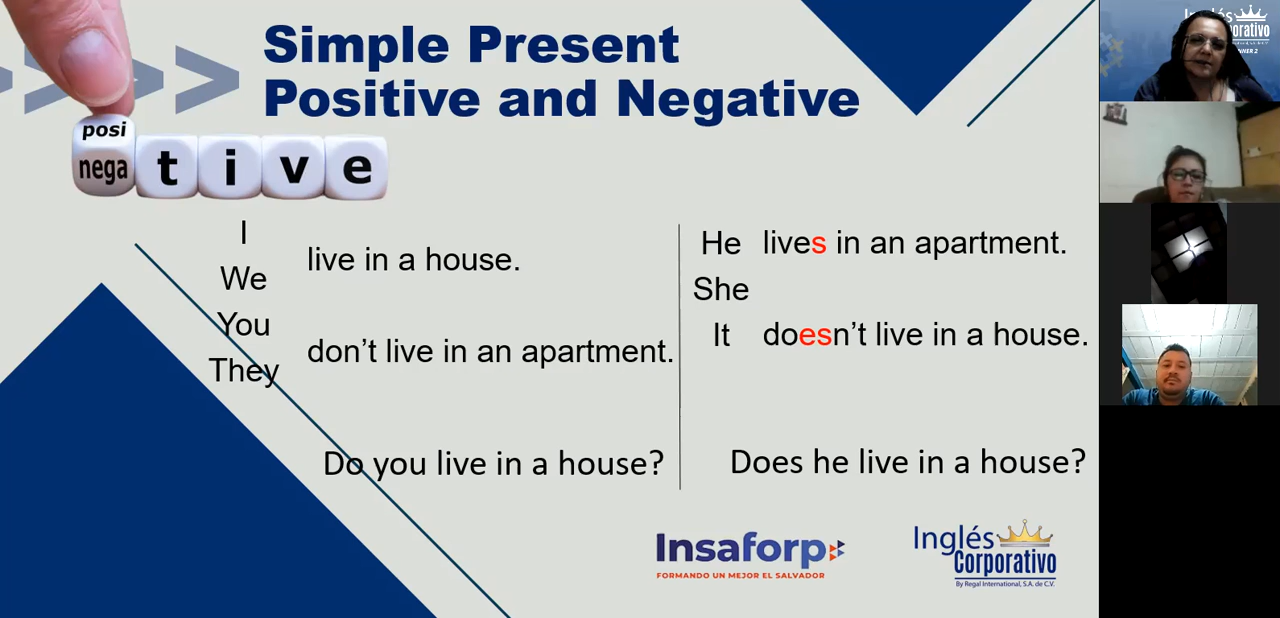 Simple Present
Positive and Negative
posi
nega
t i v e
I
We
You
They
live in a house.
don't live in an apartment.
Do you live in a house?
He
She
It
lives in an apartment.
doesn't live in a house.
Does he live in a house?
Insaforp
FORMANDO UN MEJOR EL SALVADOR
Inglés
Corporativo
By Regal International, S.A. de C.V.